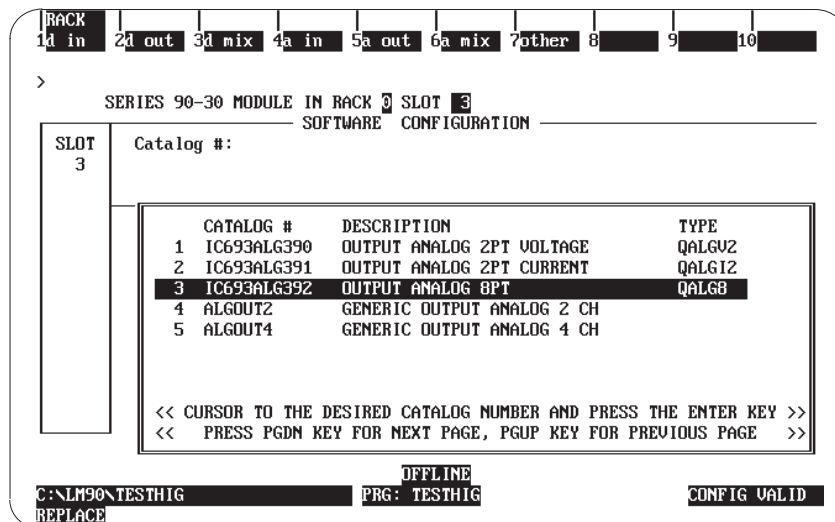 RACK
1d in 2d out 3d mix 4a in 5a out 6a mix 7other 8 9 10
>
SERIES 90-30 MODULE IN RACK 0 SLOT 3
SOFTWARE CONFIGURATION
SLOT Catalog #:
3
CATALOG # DESCRIPTION TYPE
1 IC693ALG390 OUTPUT ANALOG 2PT VOLTAGE QALGV2
2 IC693ALG391 OUTPUT ANALOG 2PT CURRENT QALGI2
3 IC693ALG392 OUTPUT ANALOG 8PT QALG8
4 ALGOUT2 GENERIC OUTPUT ANALOG 2 CH
5 ALGOUT4 GENERIC OUTPUT ANALOG 4 CH
<< CURSOR TO THE DESIRED CATALOG NUMBER AND PRESS THE ENTER KEY >>
<< PRESS PGDN KEY FOR NEXT PAGE, PGUP KEY FOR PREVIOUS PAGE >>
OFFLINE
C:\LM90\TESTHIG PRG: TESTHIG CONFIG VALID
REPLACE